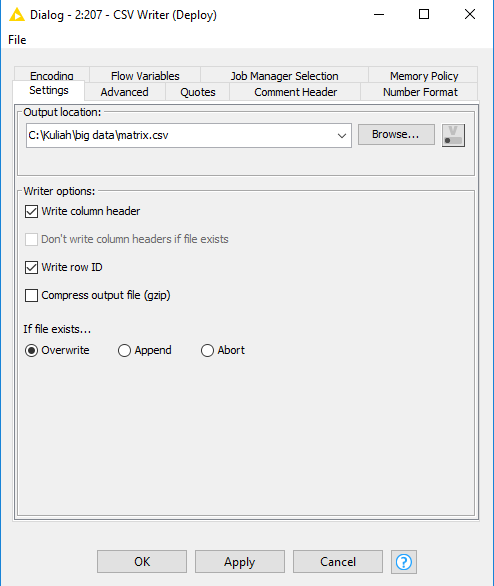 Dialog - 2:207 - CSV Writer (Deploy)
File
Encoding Flow Variables Job Manager Selection Memory Policy
Settings Advanced Quotes Comment Header Number Format
Output location:
C:\Kuliah\big data\matrix.csv Browse... V
Writer options:
Write column header
Don't write column headers if file exists
Write row ID
Compress output file (gzip)
If file exists...
Overwrite Append Abort
OK Apply Cancel ?